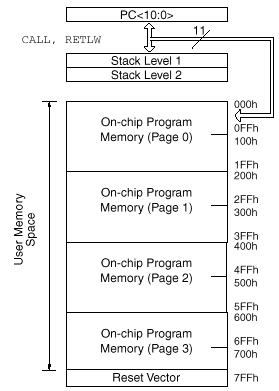 PC<10:0>
11
CALL, RETLW
Stack Level 1
Stack Level 2
000h
On-chip Program
Memory (Page 0)
0FFh
100h
1FFh
200h
On-chip Program
Memory (Page 1)
2FFh
300h
3FFh
400h
User Memory
Space
On-chip Program
Memory (Page 2)
4FFh
500h
5FFh
600h
On-chip Program
Memory (Page 3)
6FFh
700h
Reset Vector
7FFh